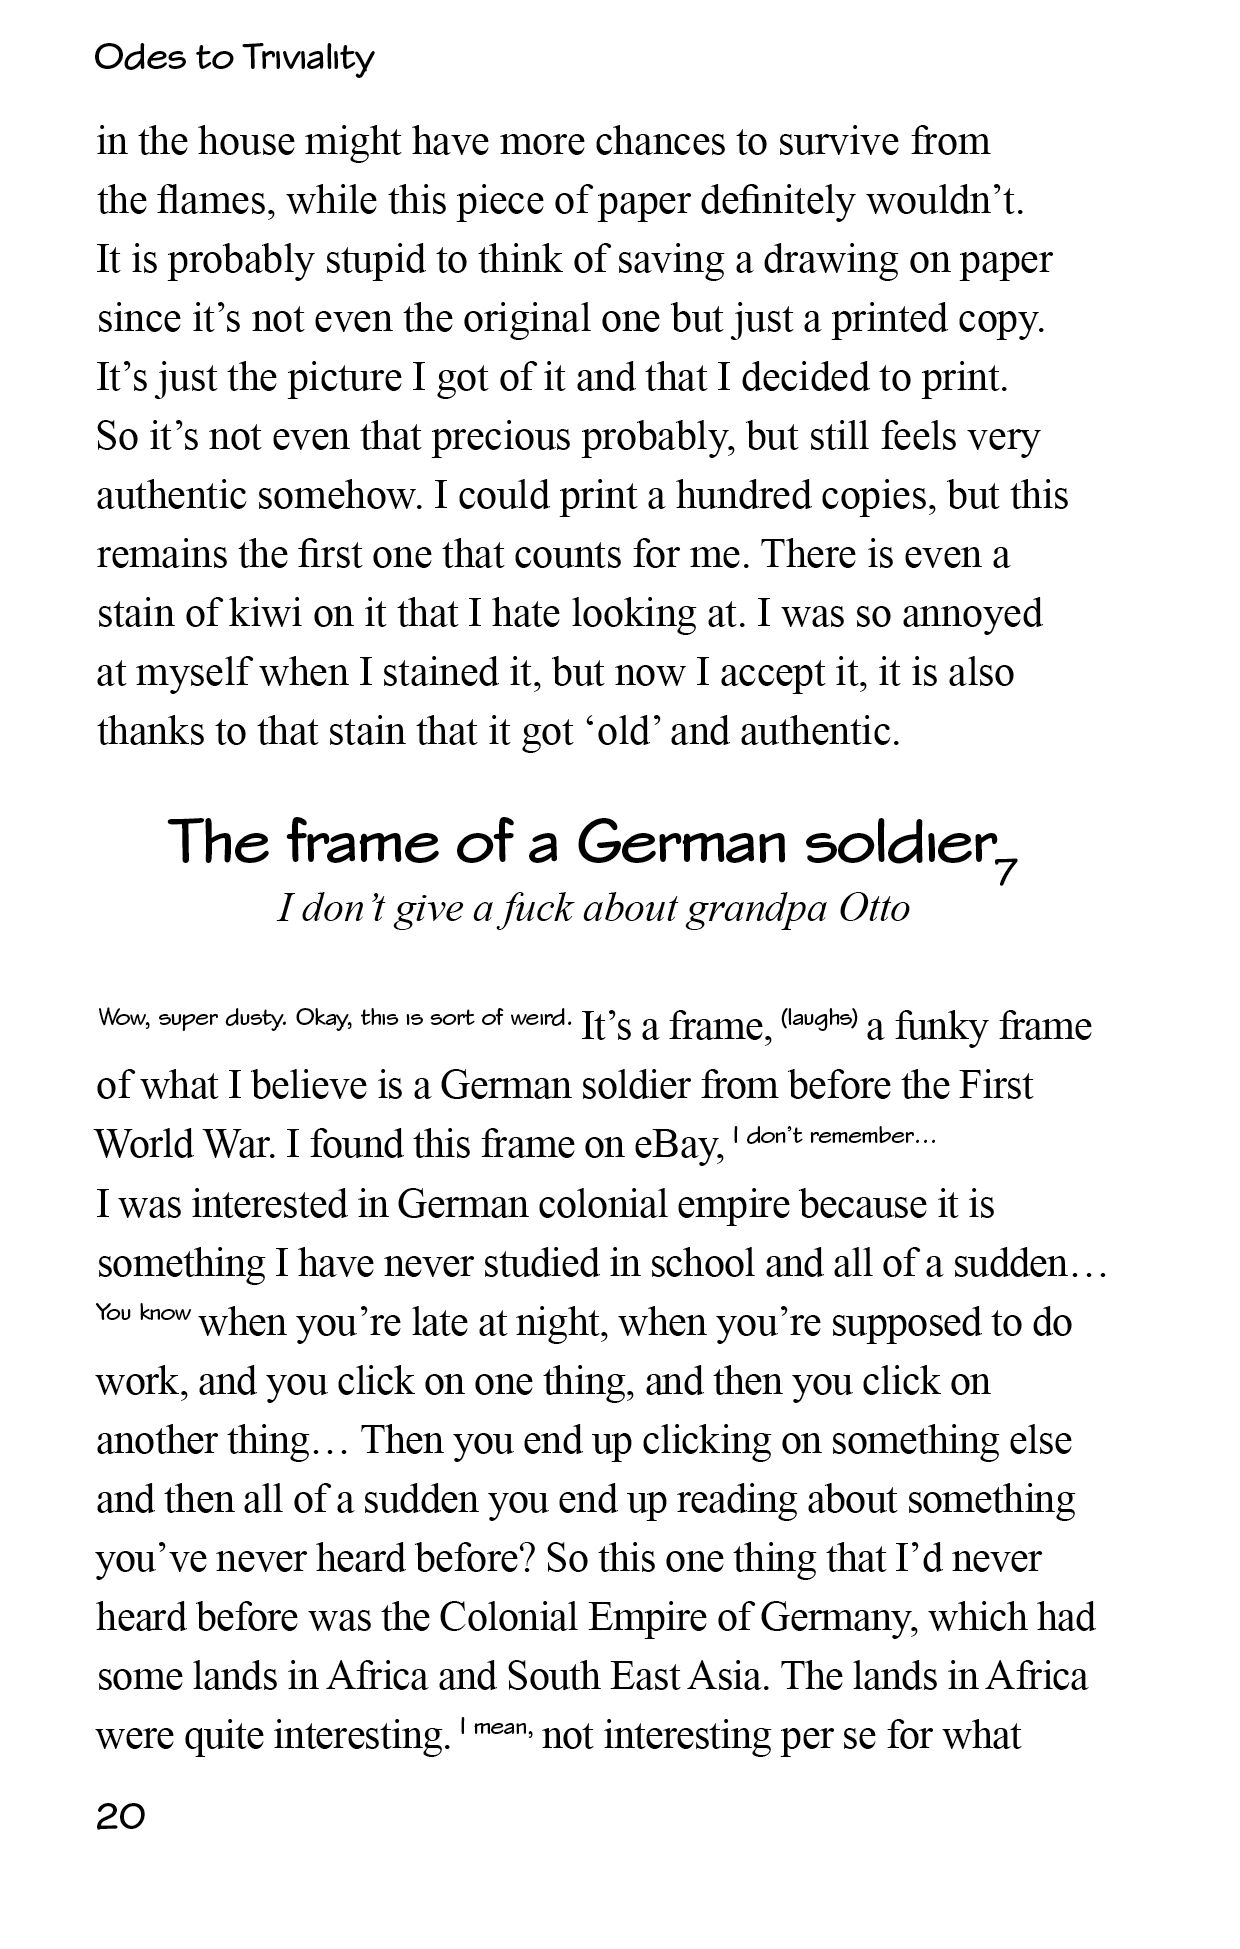 Odes to Triviality
in the house might have more chances to survive from
the flames, while this piece of paper definitely wouldn’t.
It is probably stupid to think of saving a drawing on paper
since it’s not even the original one but just a printed copy.
It’s just the picture I got of it and that I decided to print.
So it’s not even that precious probably, but still feels very
authentic somehow. I could print a hundred copies, but this
remains the first one that counts for me. There is even a
stain of kiwi on it that I hate looking at. I was so annoyed
at myself when I stained it, but now I accept it, it is also
thanks to that stain that it got ‘old’ and authentic.
The frame of a German soldier7
I don’t give a fuck about grandpa Otto
Wow, super dusty. Okay, this is sort of weird. It’s a frame, (laughs) a funky frame
of what I believe is a German soldier from before the First
World War. I found this frame on eBay, I don’t remember…
I was interested in German colonial empire because it is
something I have never studied in school and all of a sudden…
You know when you’re late at night, when you’re supposed to do
work, and you click on one thing, and then you click on
another thing… Then you end up clicking on something else
and then all of a sudden you end up reading about something
you’ve never heard before? So this one thing that I’d never
heard before was the Colonial Empire of Germany, which had
some lands in Africa and South East Asia. The lands in Africa
were quite interesting. I mean, not interesting per se for what
20